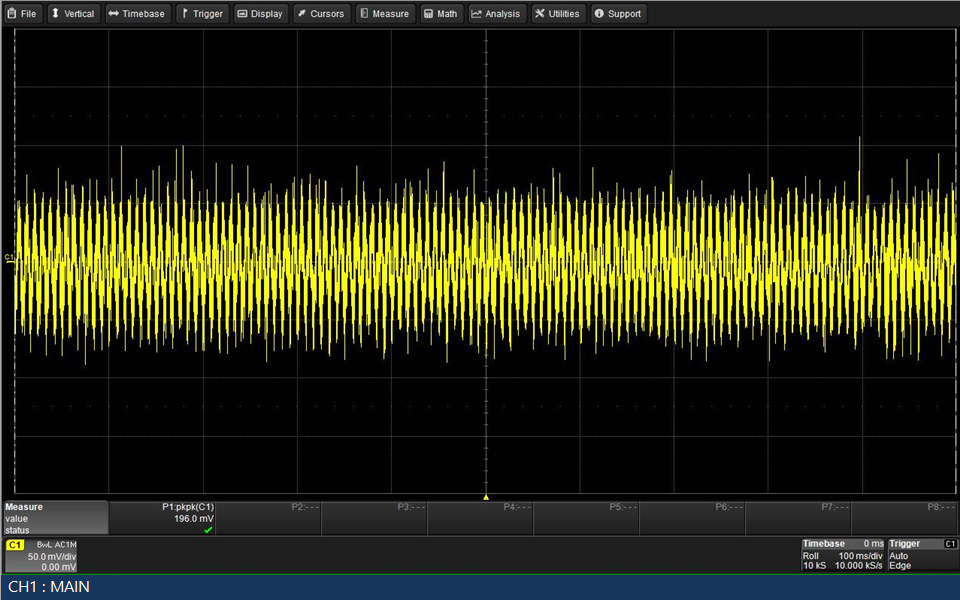 File Vertical Timebase Trigger Display Cursors Measure Math Analysis Utilities Support
C1
Measure P1:pkpk(C1) P2:--- P3:--- P4:--- P5:--- P6:--- P7:--- P8:---
value 196.0 mV
status
C1 BwL AC1M
50.0 mV/div
0.00 mV
Timebase 0 ms
Roll 100 ms/div
10 kS 10.000 kS/s
Trigger C1
Auto
Edge
CH1 : MAIN